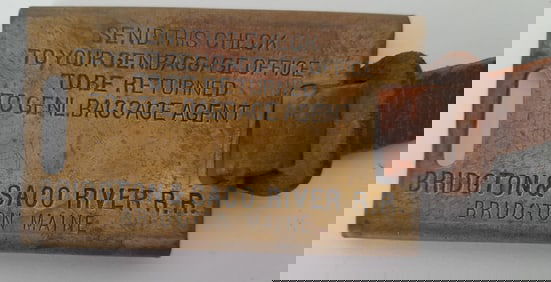 SEND THIS CHECK
TO YOUR GEN. BAGGAGE OFFICE
TO BE RETURNED
TO GENL. BAGGAGE AGENT
BRIDGTON & SACO RIVER R.R.
BRIDGTON MAINE